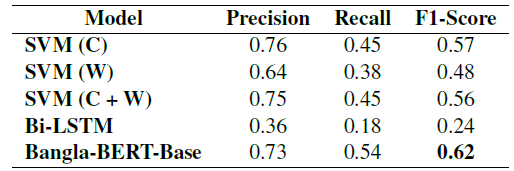 Model Precision Recall F1-Score
SVM (C) 0.76 0.45 0.57
SVM (W) 0.64 0.38 0.48
SVM (C + W) 0.75 0.45 0.56
Bi-LSTM 0.36 0.18 0.24
Bangla-BERT-Base 0.73 0.54 0.62